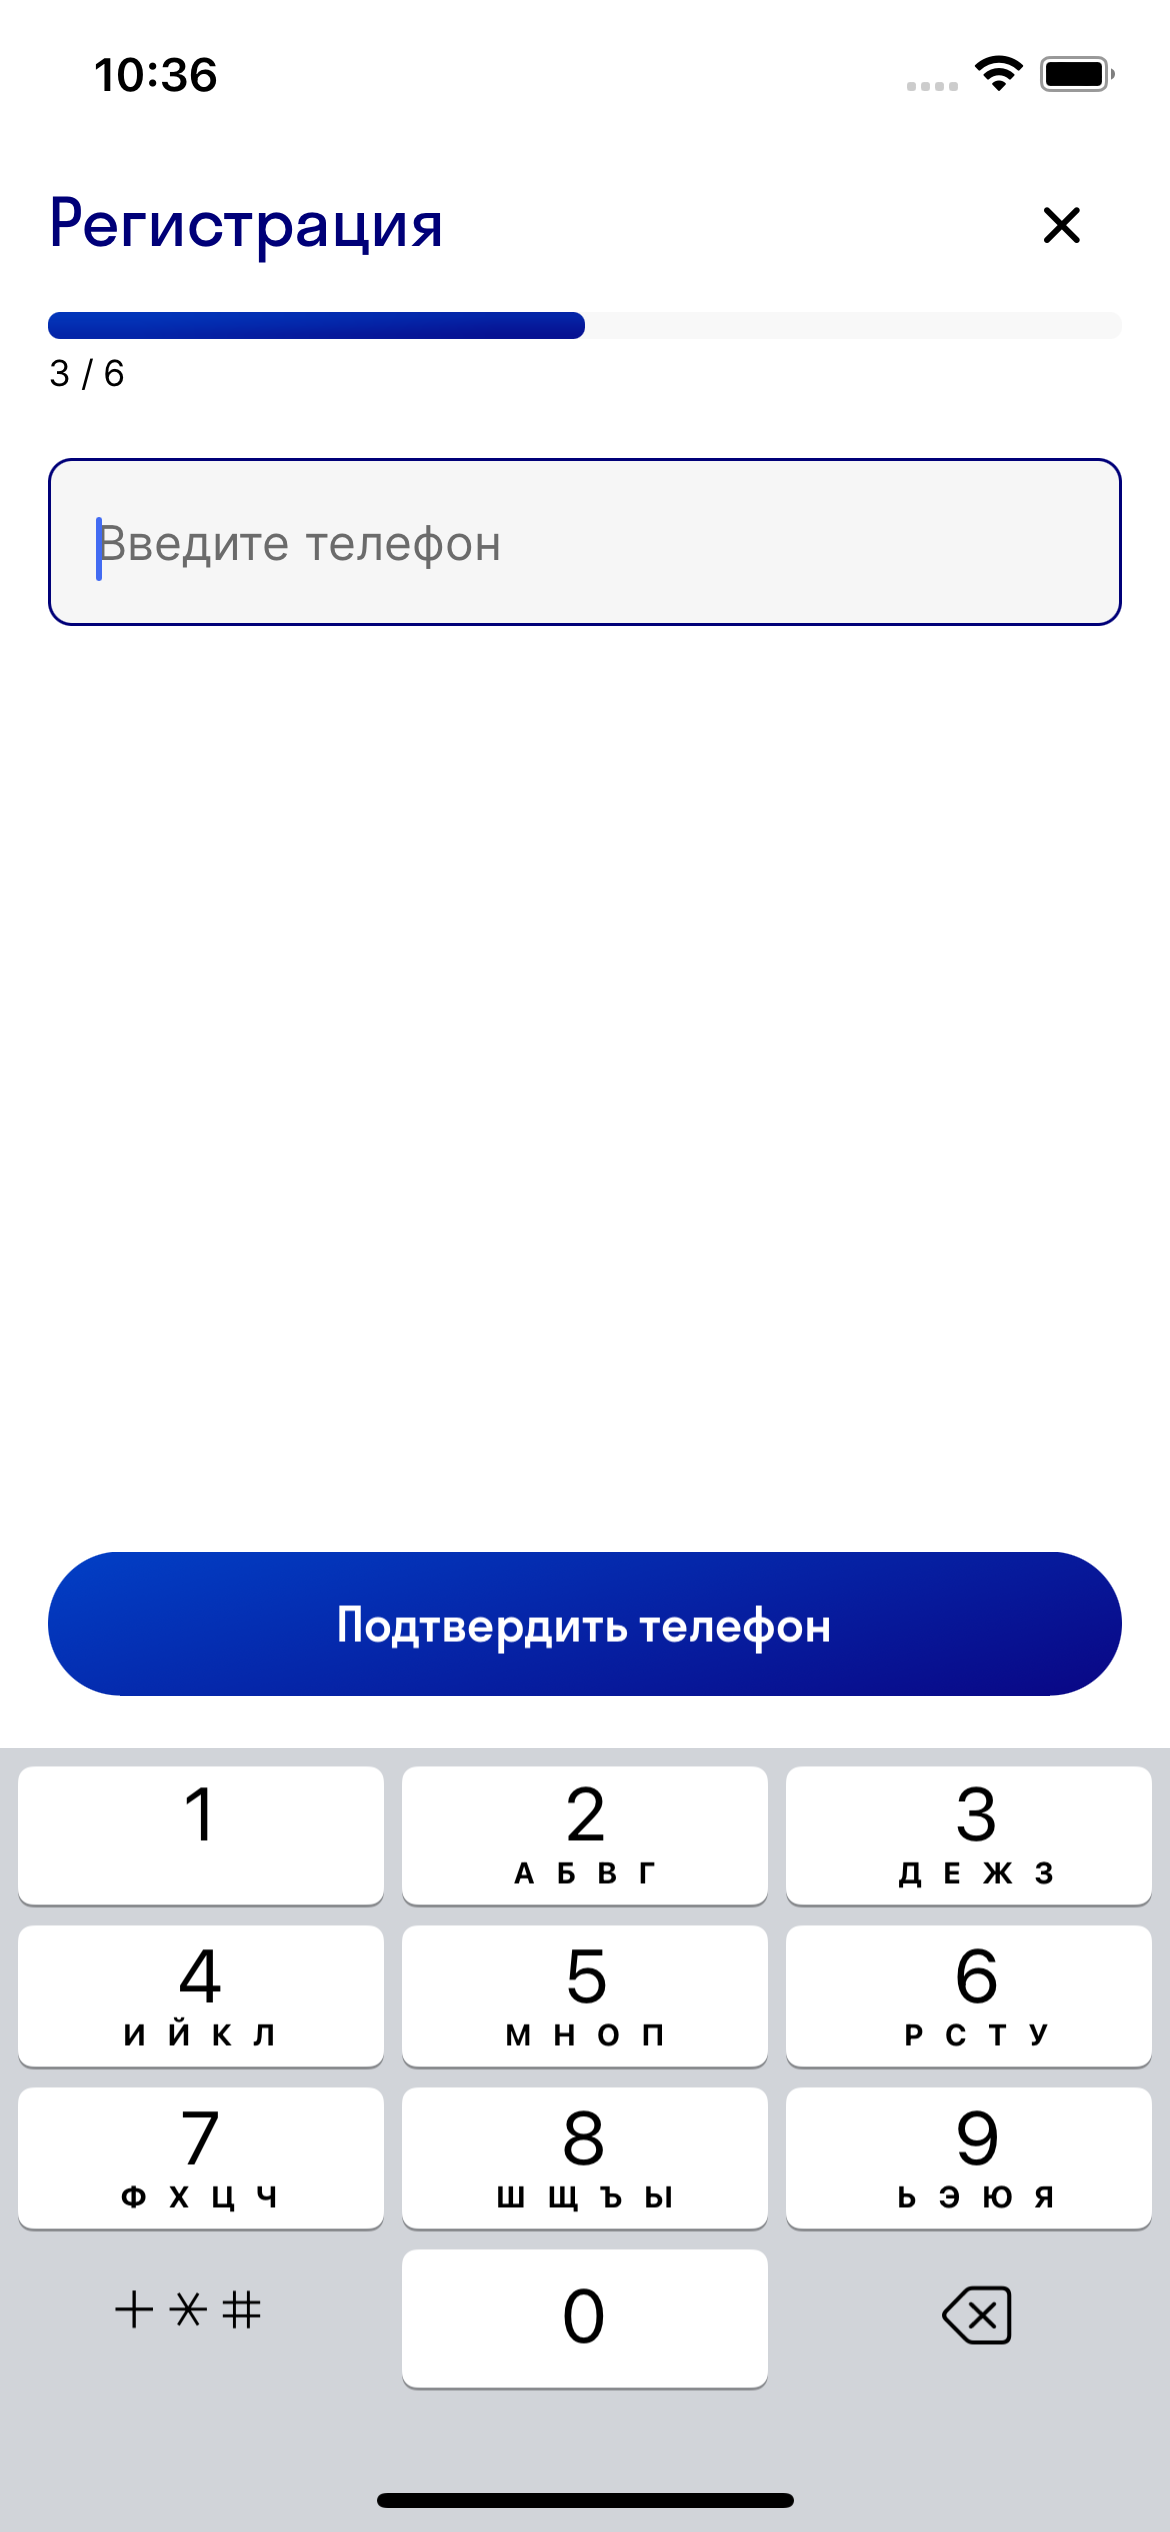 10:36
Регистрация
3 / 6
Введите телефон
Подтвердить телефон
1 2 3
А Б В Г Д Е Ж З
4 5 6
И Й К Л М Н О П Р С Т У
7 8 9
Ф Х Ц Ч Ш Щ Ъ Ы Ь Э Ю Я
+ * # 0